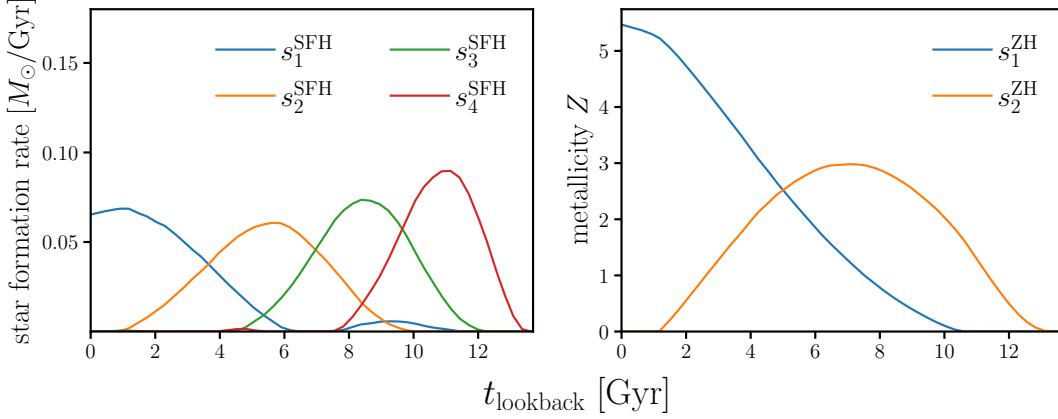 star formation rate [M⊙/Gyr]
0.15
0.10
0.05
s₁^SFH
s₂^SFH
s₃^SFH
s₄^SFH
0 2 4 6 8 10 12
metallicity Z
5
4
3
2
1
0
s₁^ZH
s₂^ZH
0 2 4 6 8 10 12
t_lookback [Gyr]